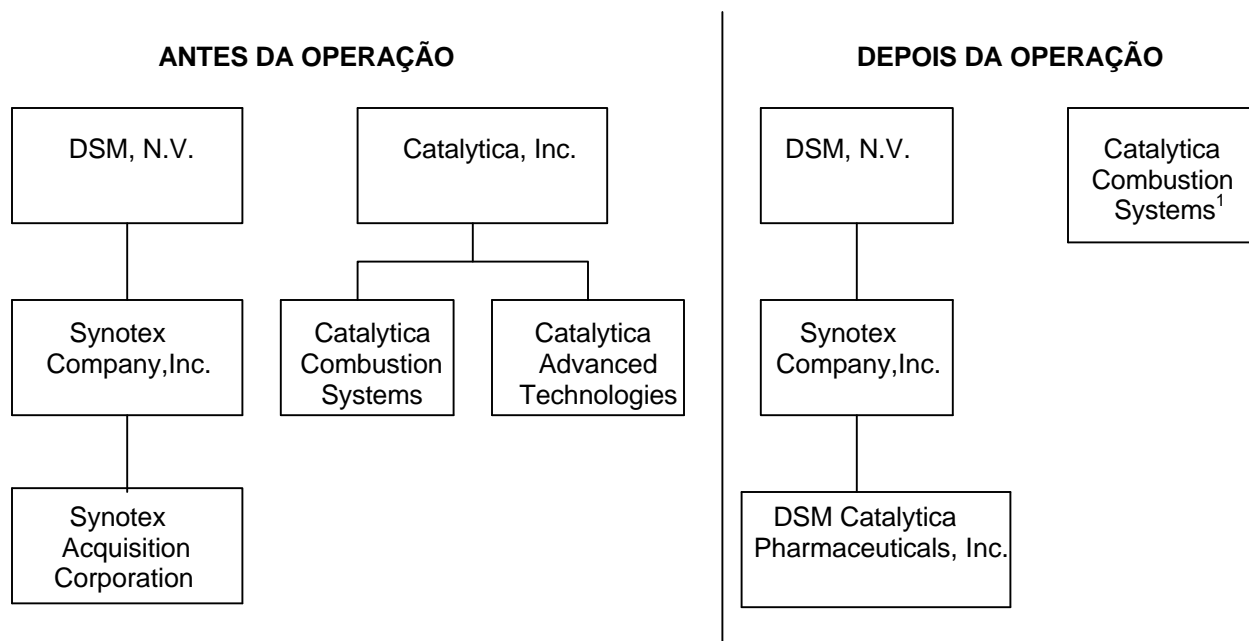 ANTES DA OPERAÇÃO
DSM, N.V.
Catalytica, Inc.
Synotex
Company,Inc.
Catalytica
Combustion
Systems
Catalytica
Advanced
Technologies
Synotex
Acquisition
Corporation
DEPOIS DA OPERAÇÃO
DSM, N.V.
Catalytica
Combustion
Systems¹
Synotex
Company,Inc.
DSM Catalytica
Pharmaceuticals, Inc.